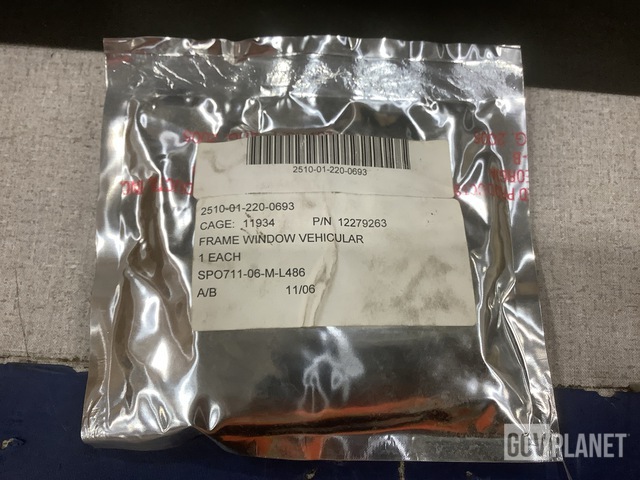 2510-01-220-0693
2510-01-220-0693
CAGE: 11934 P/N 12279263
FRAME WINDOW VEHICULAR
1 EACH
SPO711-06-M-L486
A/B 11/06
GOVPLANET